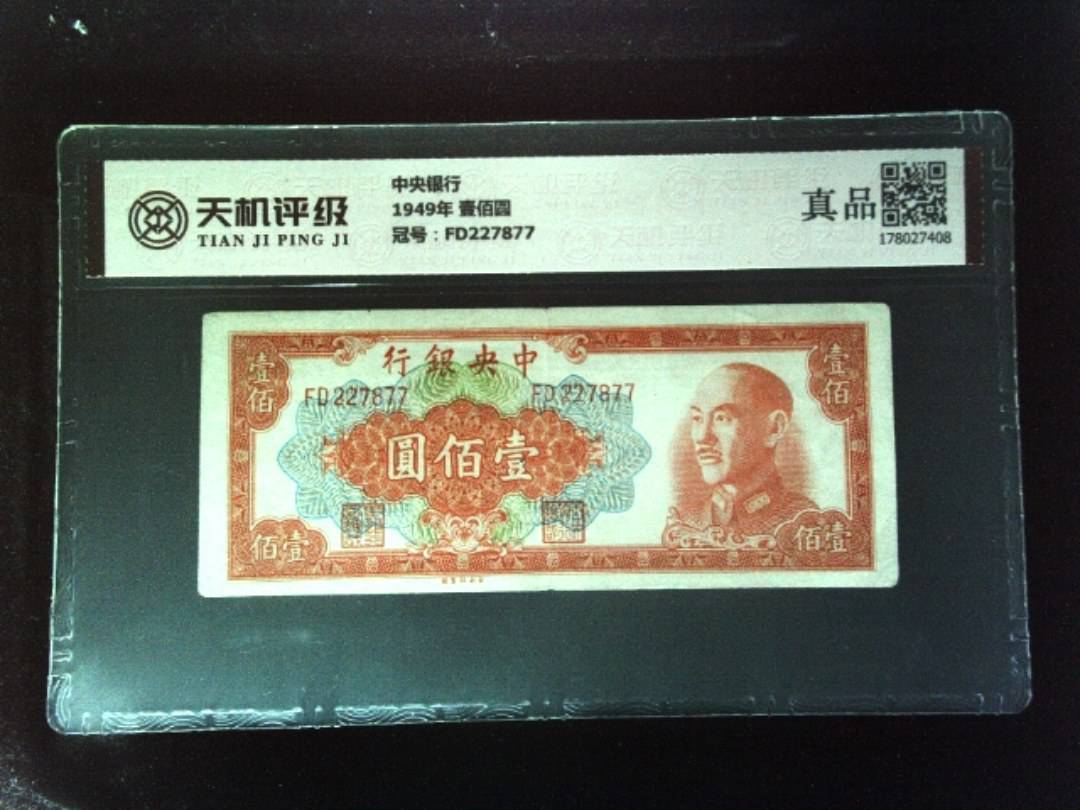 天机评级
TIAN JI PING JI
中央银行
1949年 壹佰圆
冠号：FD227877
真品
178027408
行銀央中
壹佰
壹佰
FD227877
FD227877
圓佰壹
佰壹
佰壹